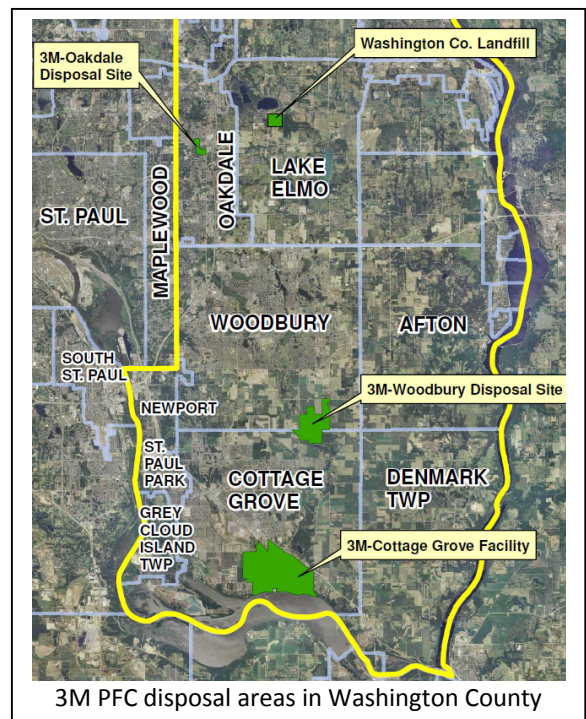 3M-Oakdale
Disposal Site
Washington Co. Landfill
MAPLEWOOD
OAKDALE
LAKE
ELMO
ST. PAUL
WOODBURY
AFTON
SOUTH
ST. PAUL
3M-Woodbury Disposal Site
NEWPORT
ST.
PAUL
PARK
COTTAGE
GROVE
DENMARK
TWP
GREY
CLOUD
ISLAND
TWP
3M-Cottage Grove Facility
3M PFC disposal areas in Washington County